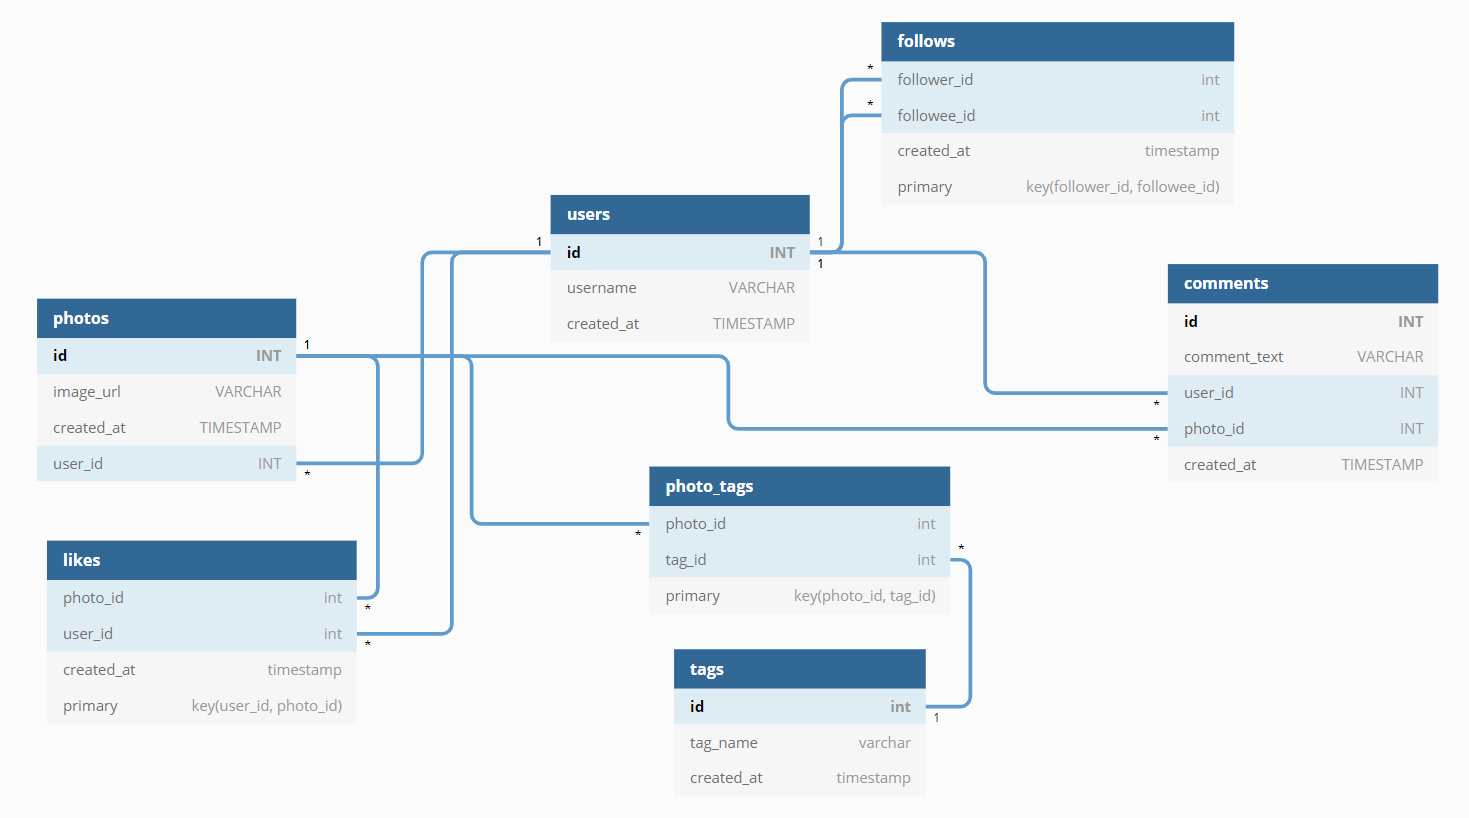 follows
* follower_id int
* followee_id int
created_at timestamp
primary key(follower_id, followee_id)
users
1 id INT 1
1
username VARCHAR
created_at TIMESTAMP
comments
id INT
comment_text VARCHAR
user_id INT
*
photo_id INT
*
created_at TIMESTAMP
photos
1
id INT
image_url VARCHAR
created_at TIMESTAMP
user_id INT
*
photo_tags
photo_id int
*
tag_id int *
primary key(photo_id, tag_id)
likes
photo_id int
*
user_id int
*
created_at timestamp
primary key(user_id, photo_id)
tags
id int
1
tag_name varchar
created_at timestamp